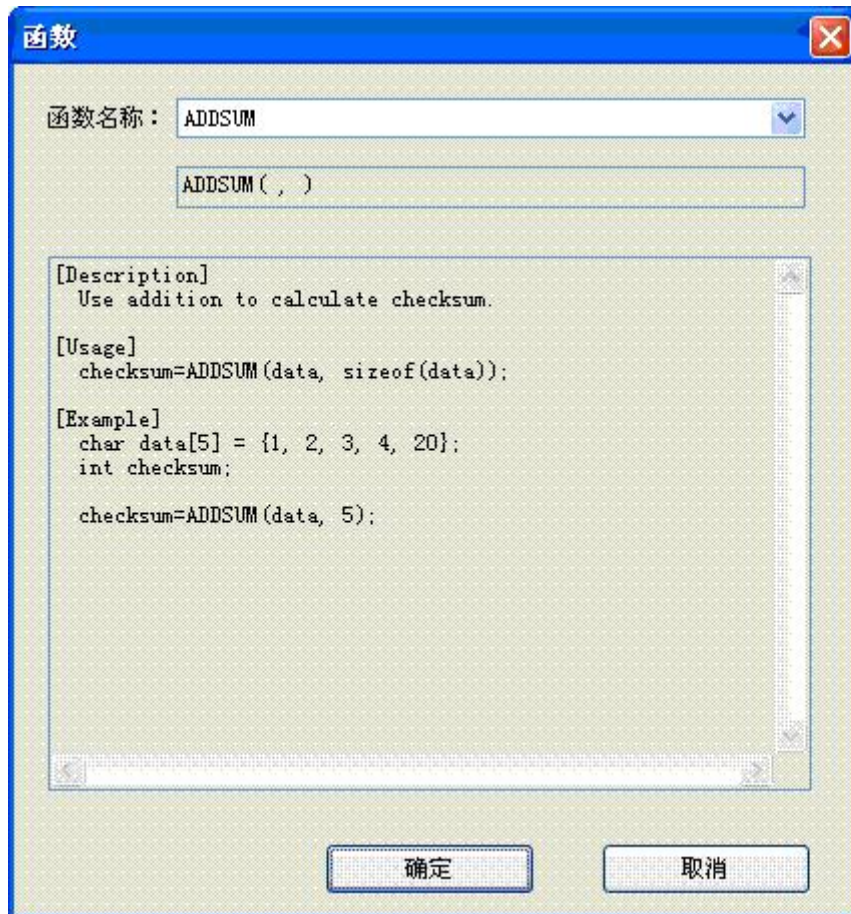 函数
函数名称： ADDSUM
ADDSUM( , )
[Description]
Use addition to calculate checksum.
[Usage]
checksum=ADDSUM(data, sizeof(data));
[Example]
char data[5] = {1, 2, 3, 4, 20};
int checksum;
checksum=ADDSUM(data, 5);
确定 取消